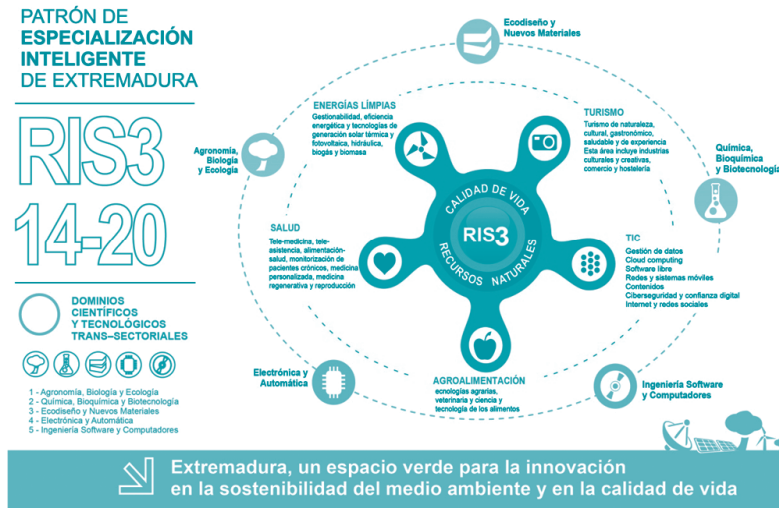 PATRÓN DE
ESPECIALIZACIÓN
INTELIGENTE
DE EXTREMADURA
RIS3
14-20
DOMINIOS
CIENTÍFICOS
Y TECNOLÓGICOS
TRANS–SECTORIALES
1 - Agronomía, Biología y Ecología
2 - Química, Bioquímica y Biotecnología
3 - Ecodiseño y Nuevos Materiales
4 - Electrónica y Automática
5 - Ingeniería Software y Computadores
Ecodiseño y
Nuevos Materiales
ENERGÍAS LÍMPIAS
Gestionabilidad, eficiencia
energética y tecnologías de
generación solar térmica y
fotovoltaica, hidráulica,
biogás y biomasa
TURISMO
Turismo de naturaleza,
cultural, gastronómico,
saludable y de experiencia
Esta área incluye industrias
culturales y creativas,
comercio y hostelería
Agronomía,
Biología
y Ecología
Química,
Bioquímica
y Biotecnología
CALIDAD DE VIDA
RIS3
RECURSOS NATURALES
SALUD
Tele-medicina, tele-
asistencia, alimentación-
salud, monitorización de
pacientes crónicos, medicina
personalizada, medicina
regenerativa y reproducción
TIC
Gestión de datos
Cloud computing
Software libre
Redes y sistemas móviles
Contenidos
Ciberseguridad y confianza digital
Internet y redes sociales
Electrónica y
Automática
AGROALIMENTACIÓN
ecnologías agrarias,
veterinaria y ciencia y
tecnología de los alimentos
Ingeniería Software
y Computadores
Extremadura, un espacio verde para la innovación
en la sostenibilidad del medio ambiente y en la calidad de vida